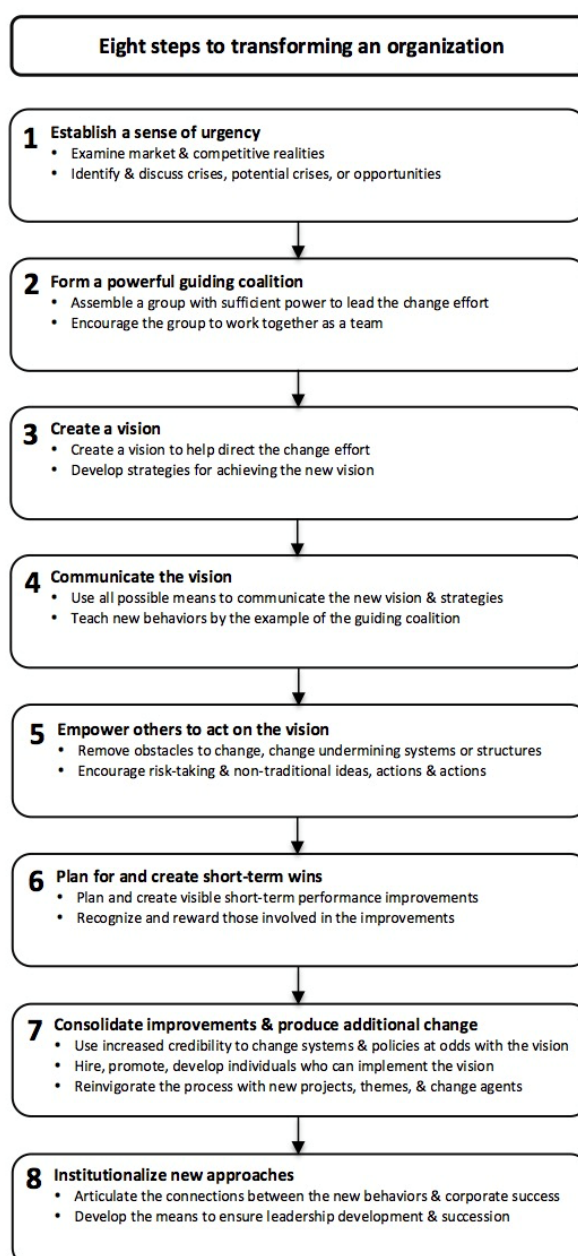 Eight steps to transforming an organization
1 Establish a sense of urgency
• Examine market & competitive realities
• Identify & discuss crises, potential crises, or opportunities
2 Form a powerful guiding coalition
• Assemble a group with sufficient power to lead the change effort
• Encourage the group to work together as a team
3 Create a vision
• Create a vision to help direct the change effort
• Develop strategies for achieving the new vision
4 Communicate the vision
• Use all possible means to communicate the new vision & strategies
• Teach new behaviors by the example of the guiding coalition
5 Empower others to act on the vision
• Remove obstacles to change, change undermining systems or structures
• Encourage risk-taking & non-traditional ideas, actions & actions
6 Plan for and create short-term wins
• Plan and create visible short-term performance improvements
• Recognize and reward those involved in the improvements
7 Consolidate improvements & produce additional change
• Use increased credibility to change systems & policies at odds with the vision
• Hire, promote, develop individuals who can implement the vision
• Reinvigorate the process with new projects, themes, & change agents
8 Institutionalize new approaches
• Articulate the connections between the new behaviors & corporate success
• Develop the means to ensure leadership development & succession